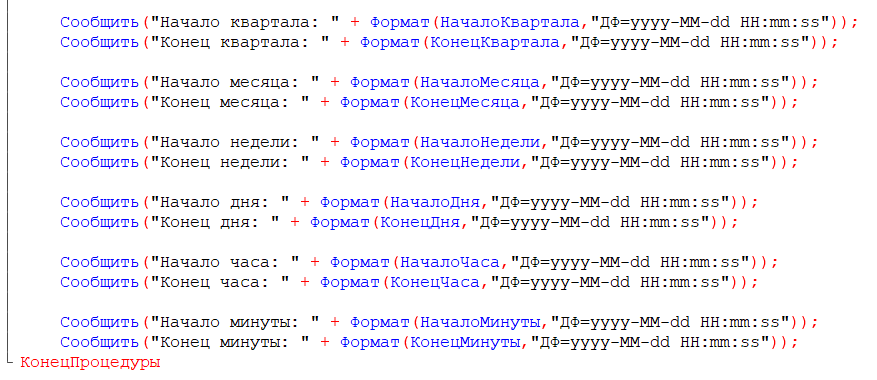 Сообщить("Начало квартала: " + Формат(НачалоКвартала,"ДФ=yyyy-MM-dd HH:mm:ss"));
Сообщить("Конец квартала: " + Формат(КонецКвартала,"ДФ=yyyy-MM-dd HH:mm:ss"));
Сообщить("Начало месяца: " + Формат(НачалоМесяца,"ДФ=yyyy-MM-dd HH:mm:ss"));
Сообщить("Конец месяца: " + Формат(КонецМесяца,"ДФ=yyyy-MM-dd HH:mm:ss"));
Сообщить("Начало недели: " + Формат(НачалоНедели,"ДФ=yyyy-MM-dd HH:mm:ss"));
Сообщить("Конец недели: " + Формат(КонецНедели,"ДФ=yyyy-MM-dd HH:mm:ss"));
Сообщить("Начало дня: " + Формат(НачалоДня,"ДФ=yyyy-MM-dd HH:mm:ss"));
Сообщить("Конец дня: " + Формат(КонецДня,"ДФ=yyyy-MM-dd HH:mm:ss"));
Сообщить("Начало часа: " + Формат(НачалоЧаса,"ДФ=yyyy-MM-dd HH:mm:ss"));
Сообщить("Конец часа: " + Формат(КонецЧаса,"ДФ=yyyy-MM-dd HH:mm:ss"));
Сообщить("Начало минуты: " + Формат(НачалоМинуты,"ДФ=yyyy-MM-dd HH:mm:ss"));
Сообщить("Конец минуты: " + Формат(КонецМинуты,"ДФ=yyyy-MM-dd HH:mm:ss"));
КонецПроцедуры